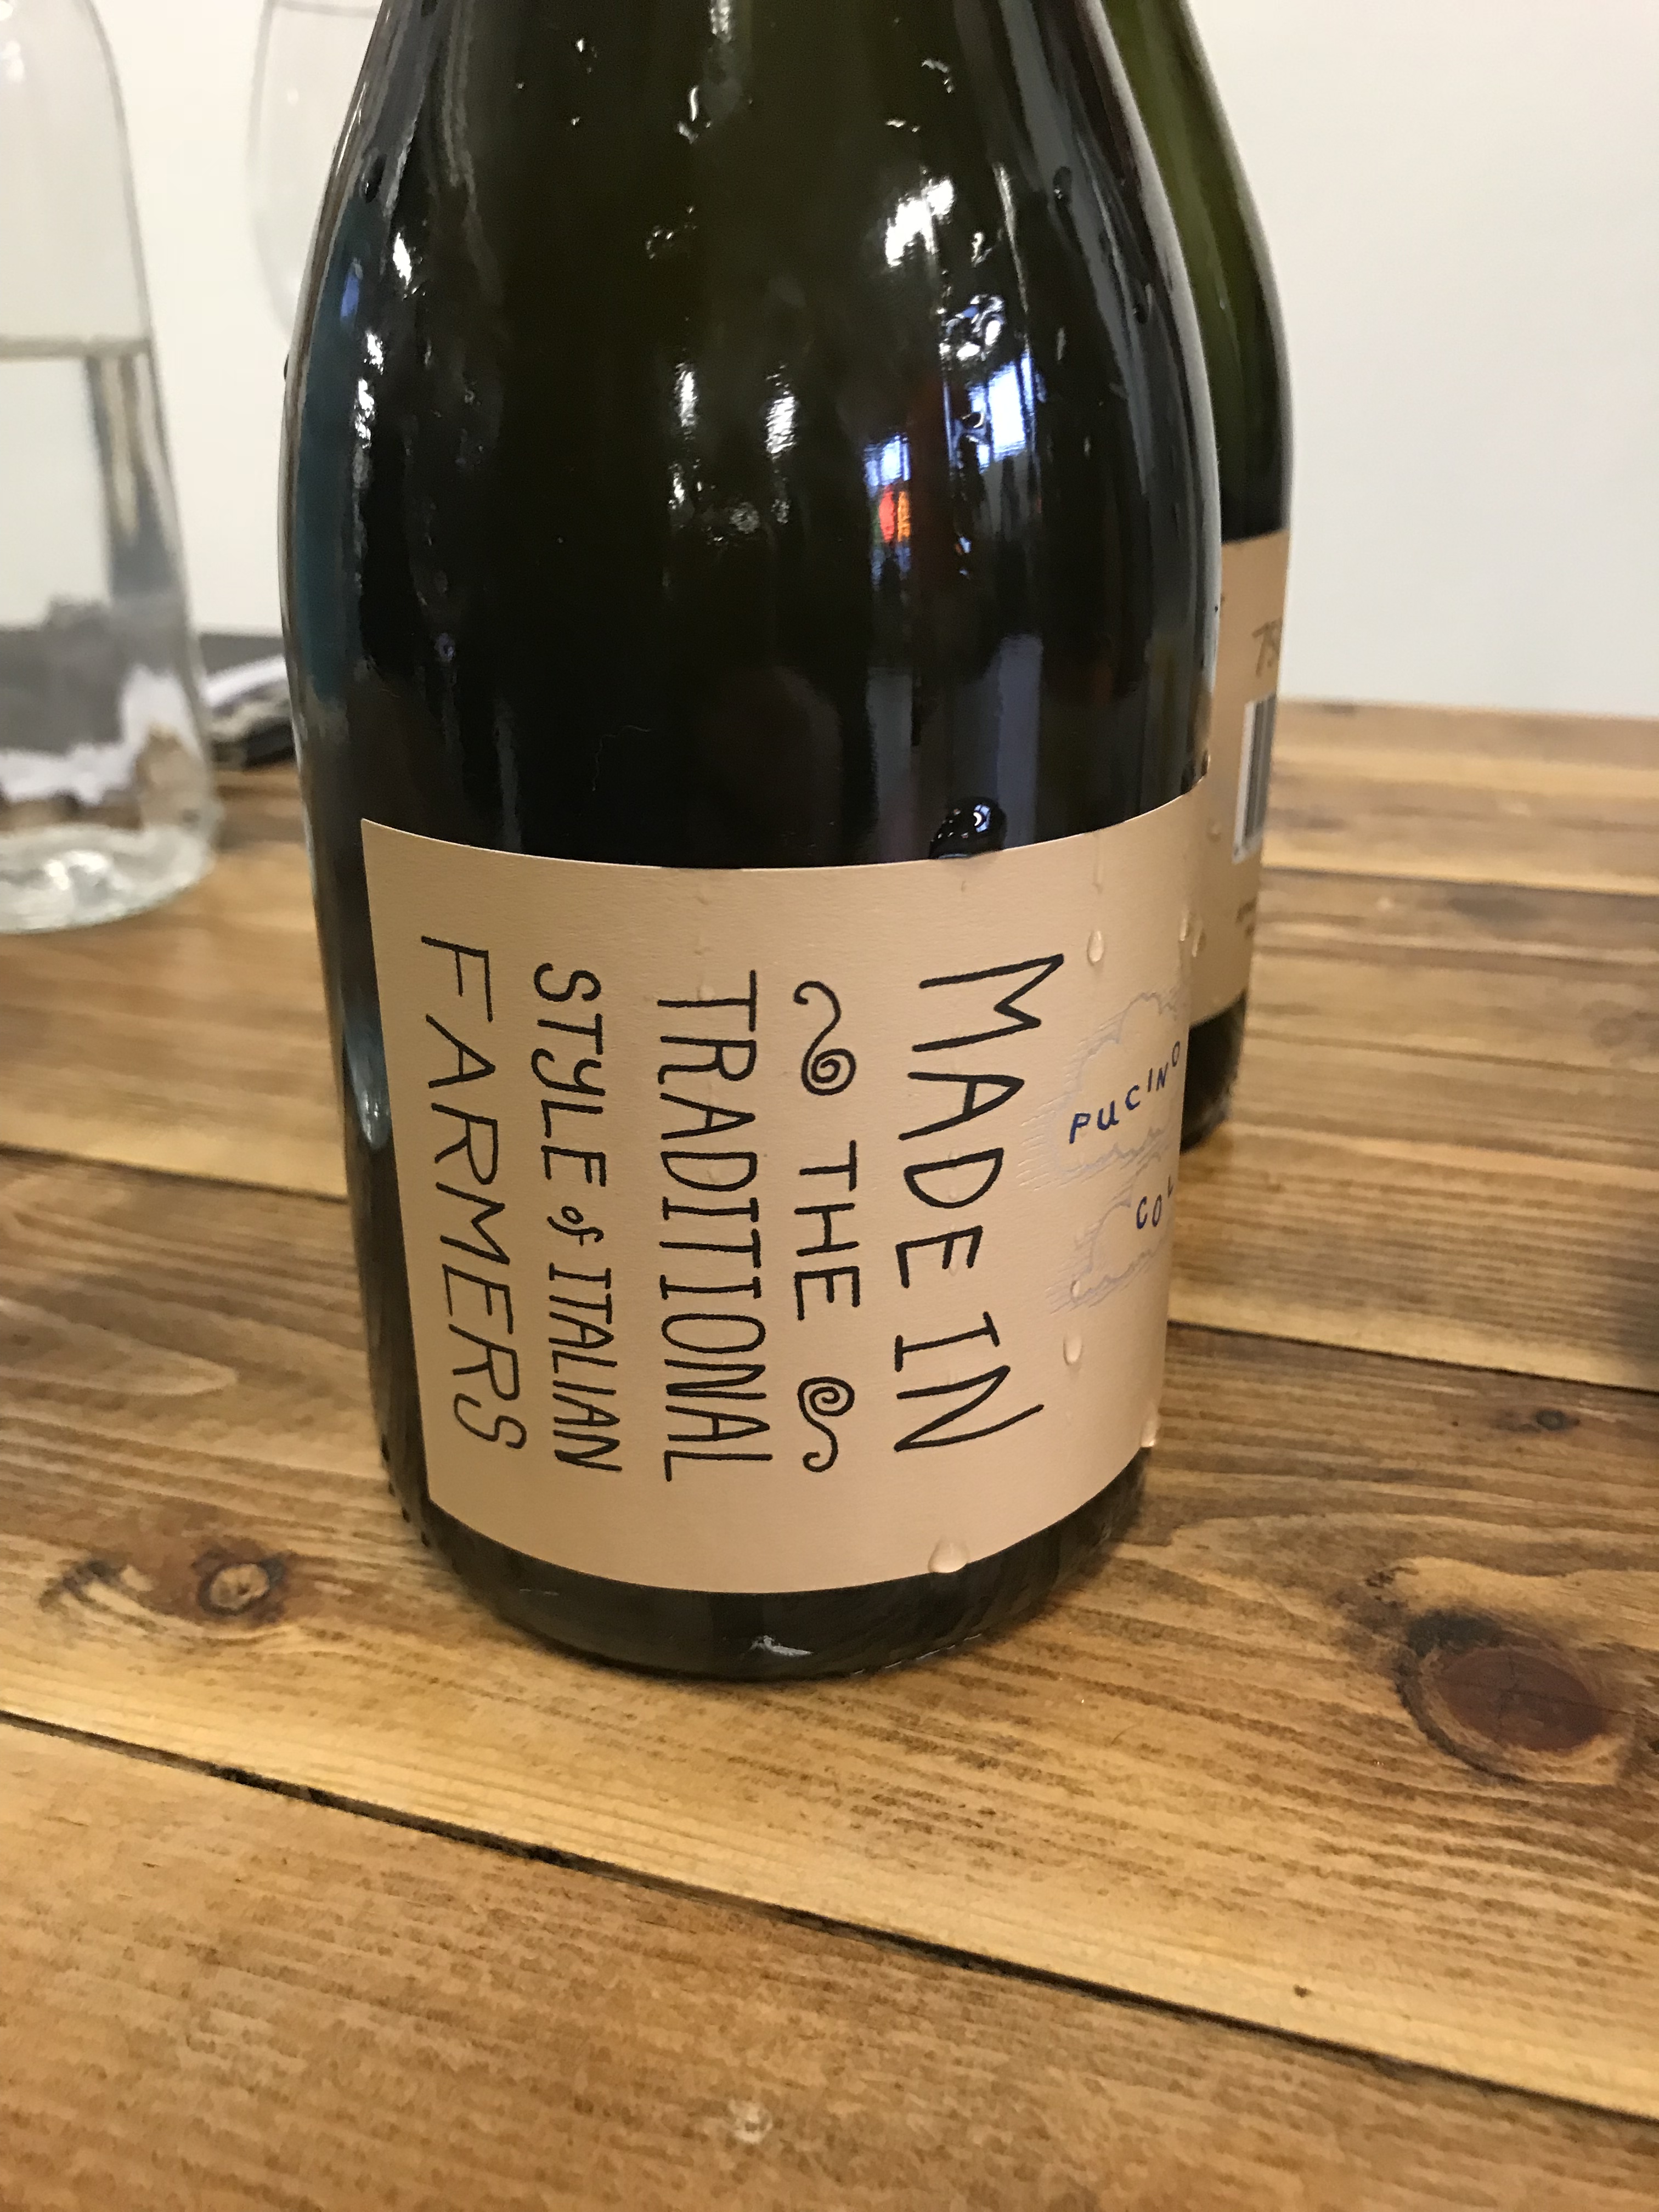 MADE IN
THE
TRADITIONAL
STYLE of ITALIAN
FARMERS
PUCINO